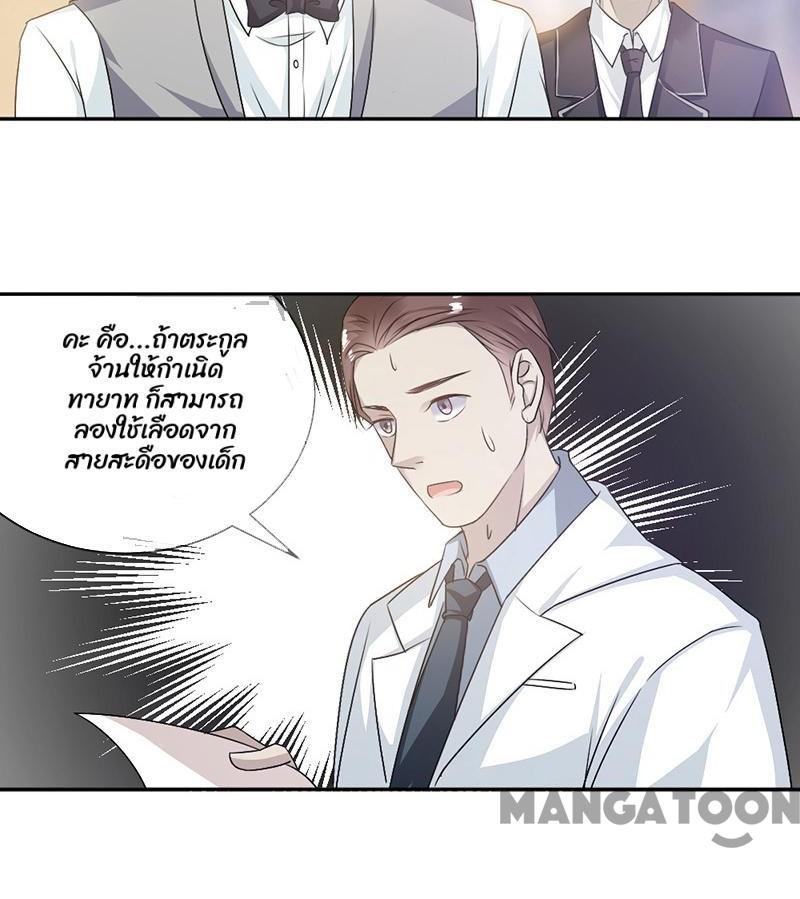 คะ คือ...ถ้าตระกูล
จ้านให้กำเนิด
ทายาท ก็สามารถ
ลองใช้เลือดจาก
สายสะดือของเด็ก
MANGATOON